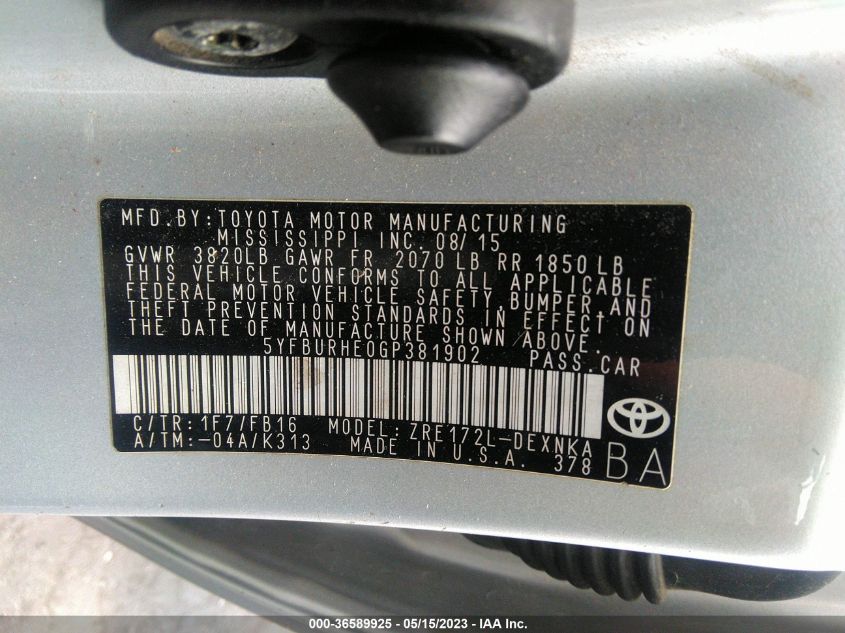 MFD. BY: TOYOTA MOTOR MANUFACTURING
MISSISSIPPI INC. 08/15
GVWR 3820LB GAWR FR 2070 LB RR 1850 LB
THIS VEHICLE CONFORMS TO ALL APPLICABLE
FEDERAL MOTOR VEHICLE SAFETY, BUMPER, AND
THEFT PREVENTION STANDARDS IN EFFECT ON
THE DATE OF MANUFACTURE SHOWN ABOVE.
5YFBURHE0GP381902 PASS. CAR
C/TR: 1F7/FB16 MODEL: ZRE172L-DEXNKA
A/TM: -04A/K313 MADE IN U.S.A. 378
BA
000-36589925 - 05/15/2023 - IAA Inc.